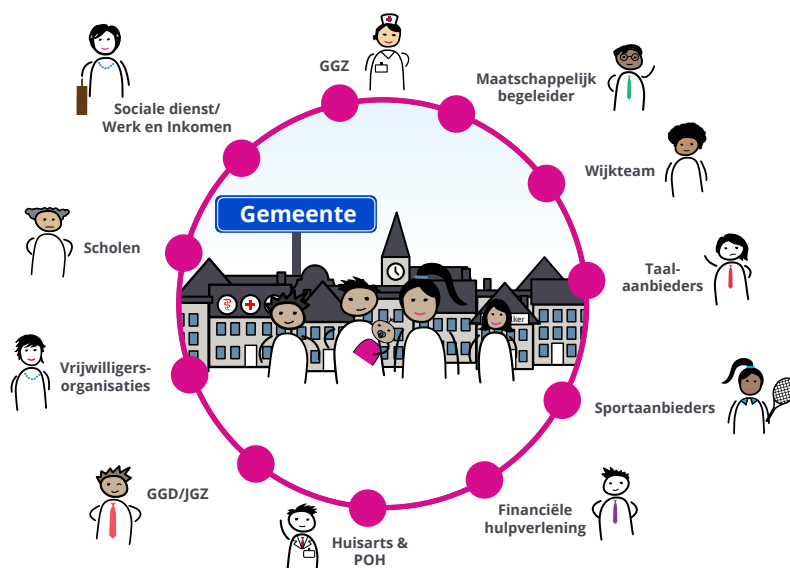 GGZ
Maatschappelijk
begeleider
Sociale dienst/
Werk en Inkomen
Wijkteam
Gemeente
Scholen
Taal-
aanbieders
Vrijwilligers-
organisaties
Sportaanbieders
GGD/JGZ
Financiële
hulpverlening
Huisarts &
POH